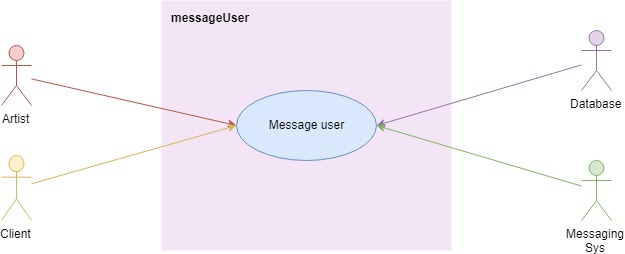 messageUser
Artist
Message user
Database
Client
Messaging
Sys